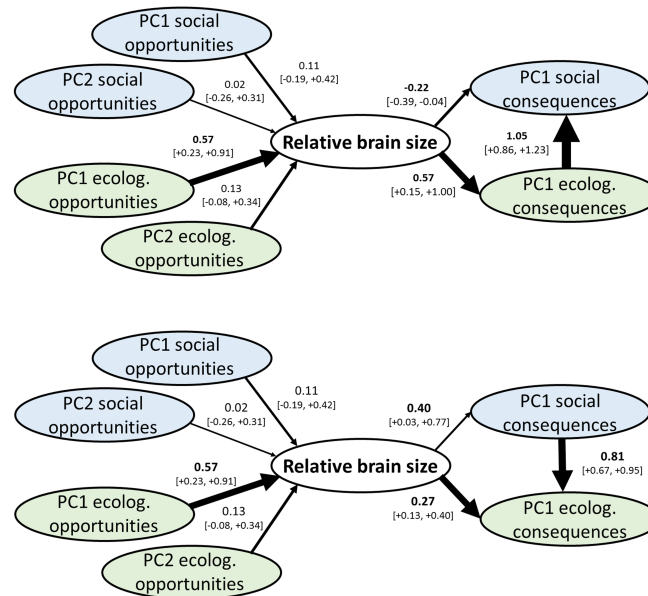 PC1 social
opportunities
0.11
[-0.19, +0.42]
PC2 social
opportunities
0.02
[-0.26, +0.31]
-0.22
[-0.39, -0.04]
PC1 social
consequences
Relative brain size
0.57
[+0.23, +0.91]
1.05
[+0.86, +1.23]
PC1 ecolog.
opportunities
0.13
[-0.08, +0.34]
0.57
[+0.15, +1.00]
PC1 ecolog.
consequences
PC2 ecolog.
opportunities
PC1 social
opportunities
0.11
[-0.19, +0.42]
PC2 social
opportunities
0.02
[-0.26, +0.31]
0.40
[+0.03, +0.77]
PC1 social
consequences
Relative brain size
0.57
[+0.23, +0.91]
0.81
[+0.67, +0.95]
PC1 ecolog.
opportunities
0.13
[-0.08, +0.34]
0.27
[+0.13, +0.40]
PC1 ecolog.
consequences
PC2 ecolog.
opportunities